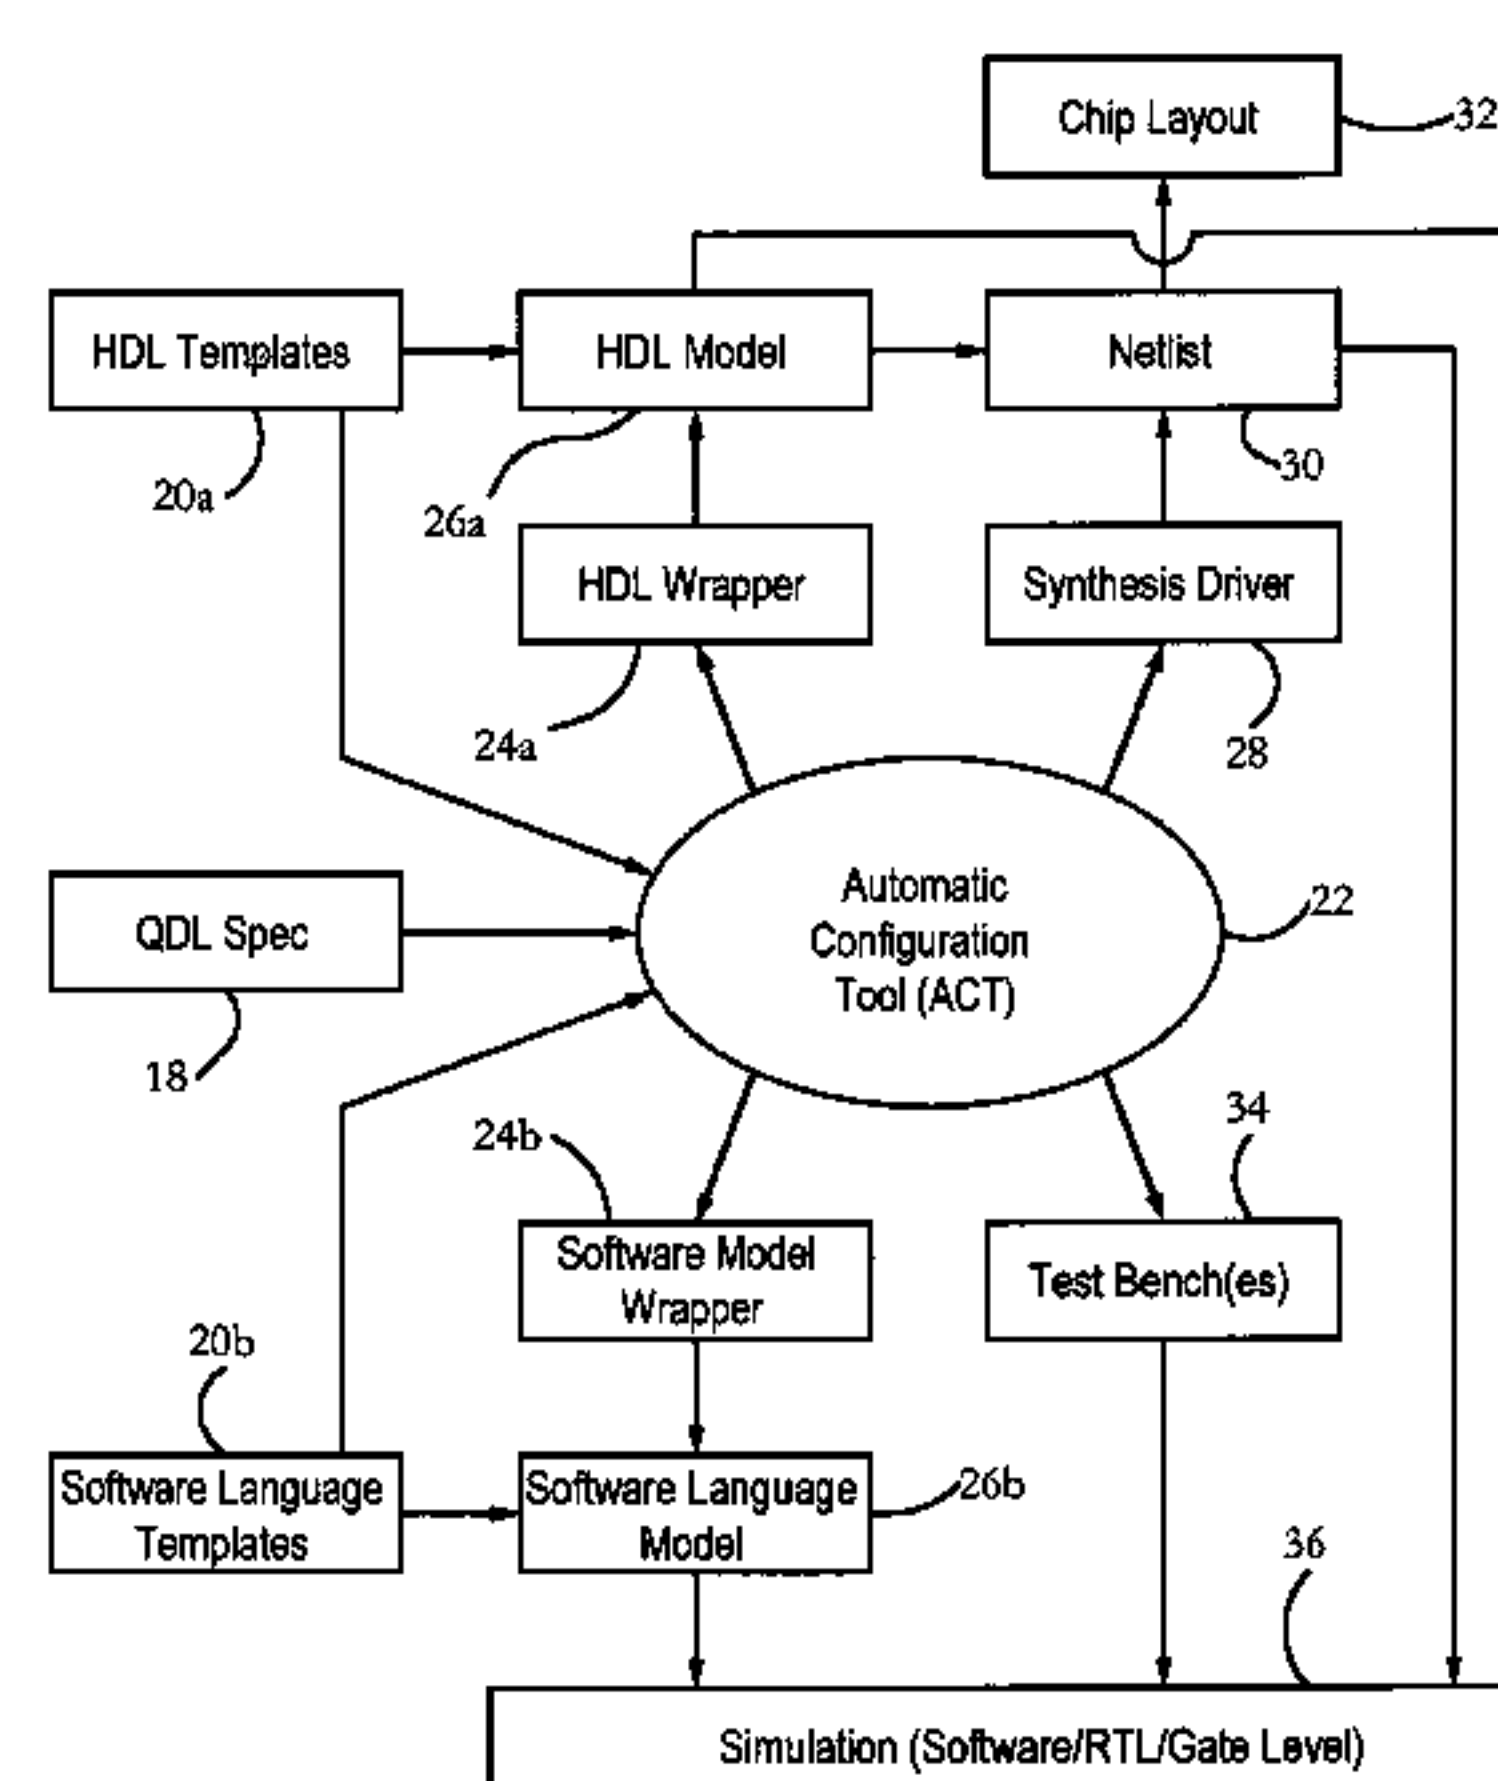 Chip Layout
32
HDL Templates
HDL Model
Netlist
20a
26a
30
HDL Wrapper
Synthesis Driver
24a
28
Automatic
Configuration
Tool (ACT)
22
QDL Spec
18
24b
34
Software Model
Wrapper
Test Bench(es)
20b
Software Language
Templates
Software Language
Model
26b
36
Simulation (Software/RTL/Gate Level)